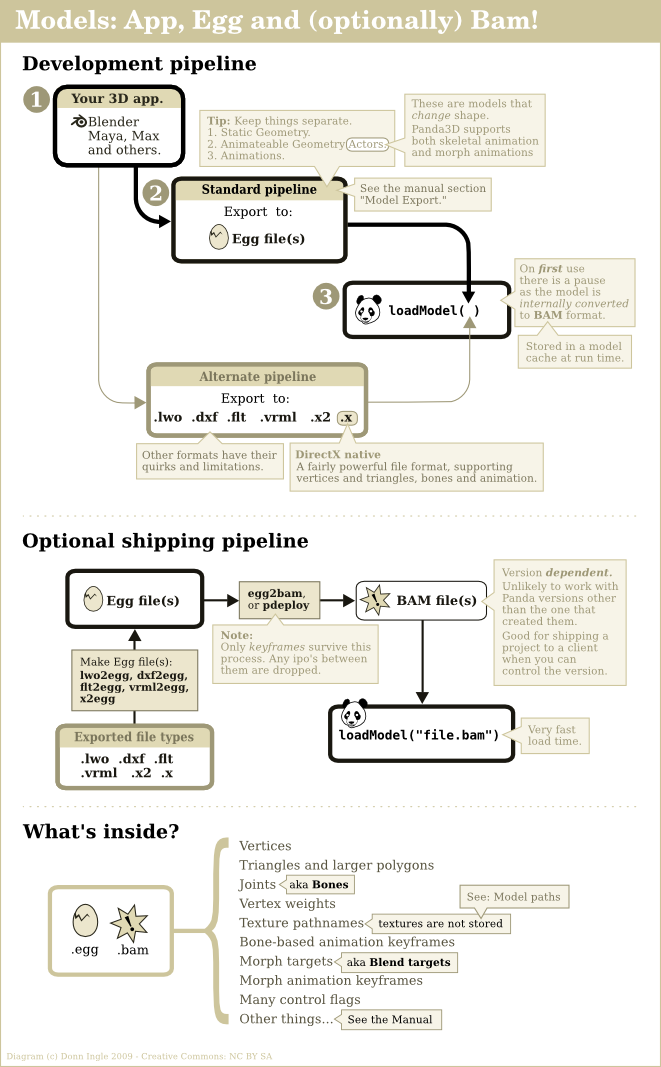 Models: App, Egg and (optionally) Bam!
Development pipeline
1
Your 3D app.
Blender
Maya, Max
and others.
Tip: Keep things separate.
1. Static Geometry.
2. Animateable Geometry Actors
3. Animations.
These are models that
change shape.
Panda3D supports
both skeletal animation
and morph animations
2
Standard pipeline
Export to:
Egg file(s)
See the manual section
"Model Export."
3
loadModel( )
On first use
there is a pause
as the model is
internally converted
to BAM format.
Stored in a model
cache at run time.
Alternate pipeline
Export to:
.lwo .dxf .flt .vrml .x2 .x
Other formats have their
quirks and limitations.
DirectX native
A fairly powerful file format, supporting
vertices and triangles, bones and animation.
Optional shipping pipeline
Egg file(s)
egg2bam,
or pdeploy
! BAM file(s)
Version dependent.
Unlikely to work with
Panda versions other
than the one that
created them.
Good for shipping a
project to a client
when you can
control the version.
Note:
Only keyframes survive this
process. Any ipo's between
them are dropped.
Make Egg file(s):
lwo2egg, dxf2egg,
flt2egg, vrml2egg,
x2egg
Exported file types
.lwo .dxf .flt
.vrml .x2 .x
loadModel("file.bam")
Very fast
load time.
What's inside?
!
.egg .bam
Vertices
Triangles and larger polygons
Joints aka Bones
Vertex weights
See: Model paths
Texture pathnames textures are not stored
Bone-based animation keyframes
Morph targets aka Blend targets
Morph animation keyframes
Many control flags
Other things... See the Manual
Diagram (c) Donn Ingle 2009 - Creative Commons: NC BY SA